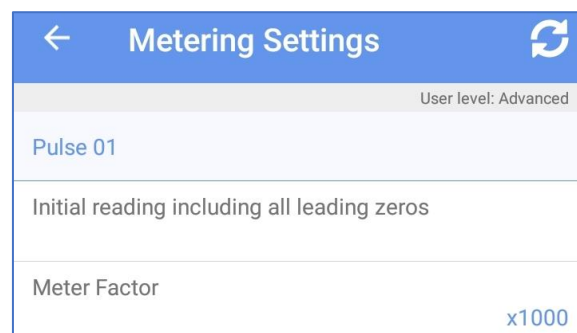 Metering Settings
User level: Advanced
Pulse 01
Initial reading including all leading zeros
Meter Factor
x1000